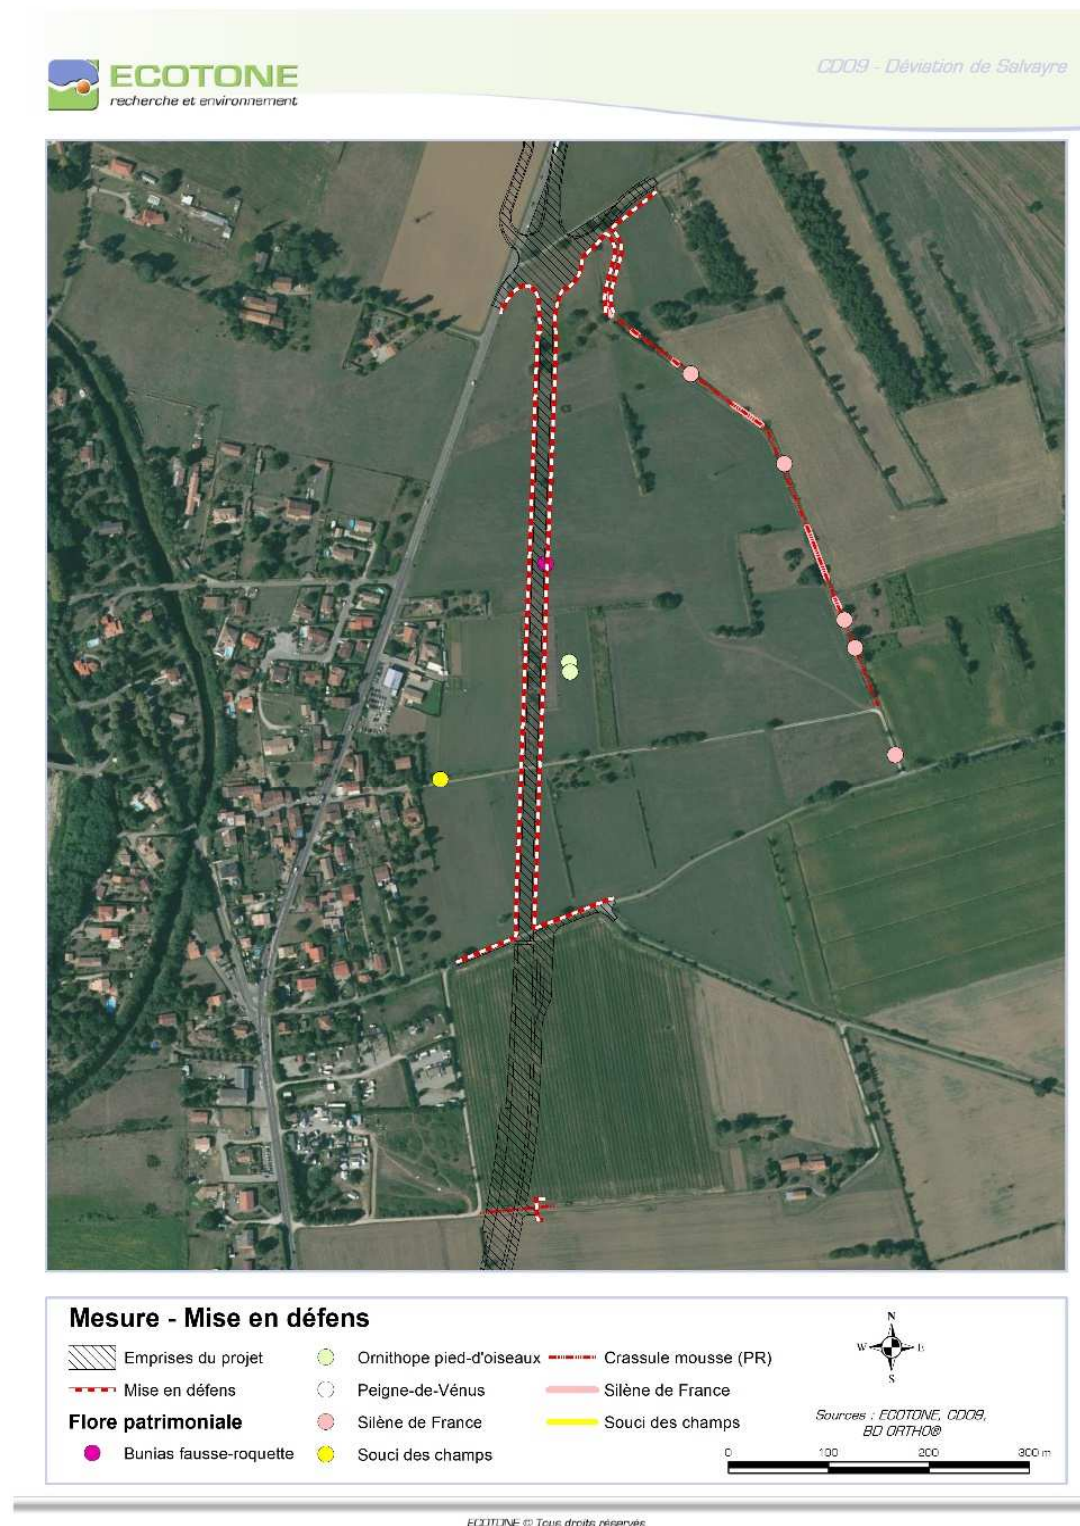 CD09 - Déviation de Salvayre
ECOTONE
recherche et environnement
Mesure - Mise en défens
Emprises du projet
Mise en défens
Flore patrimoniale
Bunias fausse-roquette
Ornithope pied-d'oiseaux
Peigne-de-Vénus
Silène de France
Souci des champs
Crassule mousse (PR)
Silène de France
Souci des champs
N
W E
S
Sources : ECOTONE, CD09,
BD ORTHO®
0 100 200 300 m
ECOTONE © Tous droits réservés